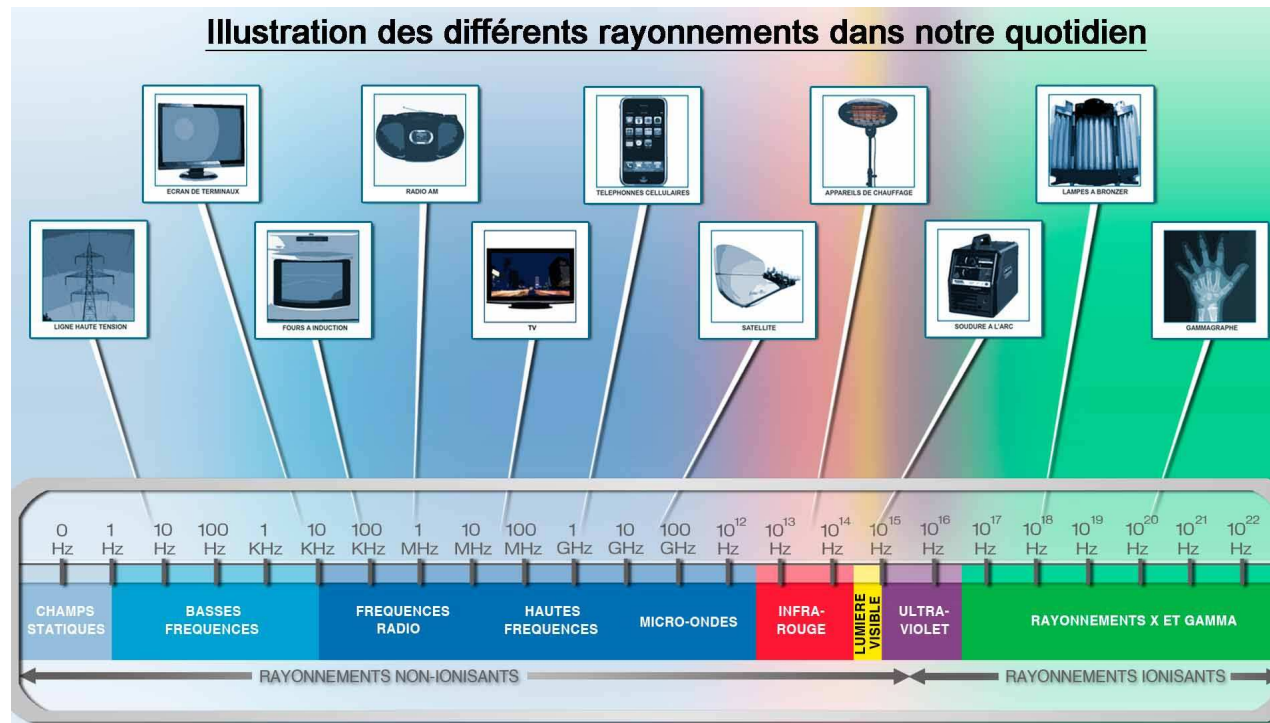 Illustration des différents rayonnements dans notre quotidien
ECRAN DE TERMINAUX
RADIO AM
TELEPHONNES CELLULAIRES
APPAREILS DE CHAUFFAGE
LAMPES A BRONZER
LIGNE HAUTE TENSION
FOURS A INDUCTION
TV
SATELLITE
SOUDURE A L'ARC
GAMMAGRAPHE
0 Hz
1 Hz
10 Hz
100 Hz
1 KHz
10 KHz
100 KHz
1 MHz
10 MHz
100 MHz
1 GHz
10 GHz
100 GHz
10¹² Hz
10¹³ Hz
10¹⁴ Hz
10¹⁵ Hz
10¹⁶ Hz
10¹⁷ Hz
10¹⁸ Hz
10¹⁹ Hz
10²⁰ Hz
10²¹ Hz
10²² Hz
CHAMPS
STATIQUES
BASSES
FREQUENCES
FREQUENCES
RADIO
HAUTES
FREQUENCES
MICRO-ONDES
INFRA-
ROUGE
LUMIERE
VISIBLE
ULTRA-
VIOLET
RAYONNEMENTS X ET GAMMA
RAYONNEMENTS NON-IONISANTS
RAYONNEMENTS IONISANTS